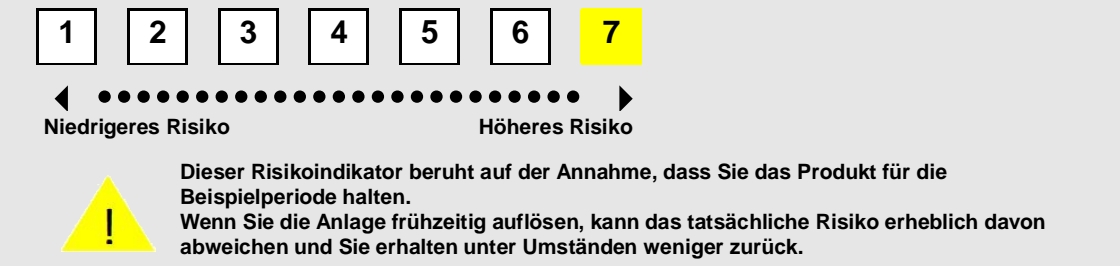 1 2 3 4 5 6 7
Niedrigeres Risiko Höheres Risiko
Dieser Risikoindikator beruht auf der Annahme, dass Sie das Produkt für die
Beispielperiode halten.
Wenn Sie die Anlage frühzeitig auflösen, kann das tatsächliche Risiko erheblich davon
abweichen und Sie erhalten unter Umständen weniger zurück.
!